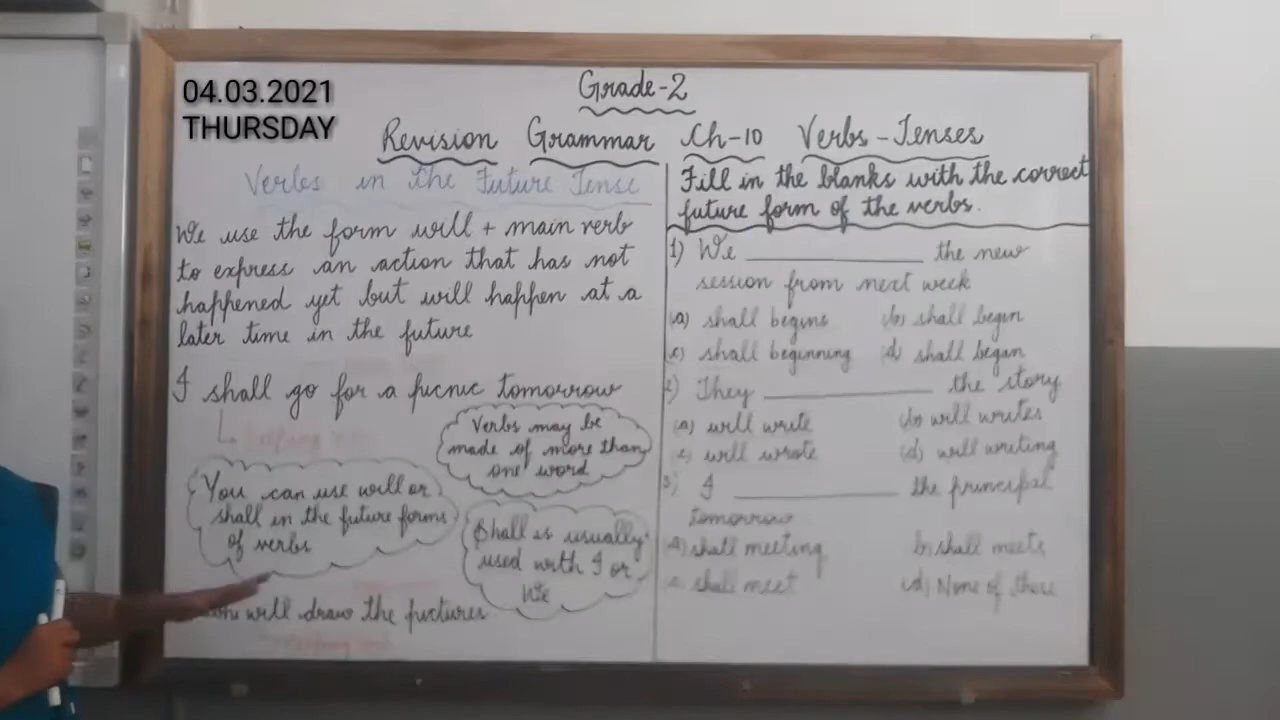 04.03.2021
THURSDAY
Grade-2
Revision Grammar Ch-10 Verbs-Tenses
Verbs in the Future Tense
We use the form will + main verb
to express an action that has not
happened yet but will happen at a
later time in the future
I shall go for a picnic tomorrow
Verbs may be
made of more than
one word
You can use will or
shall in the future forms
of verbs
Shall is usually
used with I or
We
will draw the pictures
Fill in the blanks with the correct
future form of the verbs.
1) We ____________ the new
session from next week
(a) shall begins (b) shall begin
(c) shall beginning (d) shall began
2) They ____________ the story
(a) will write (b) will writes
c) will wrote (d) will writing
3) I ____________ the principal
tomorrow
a) shall meeting b) shall meets
c. shall meet (d) None of these